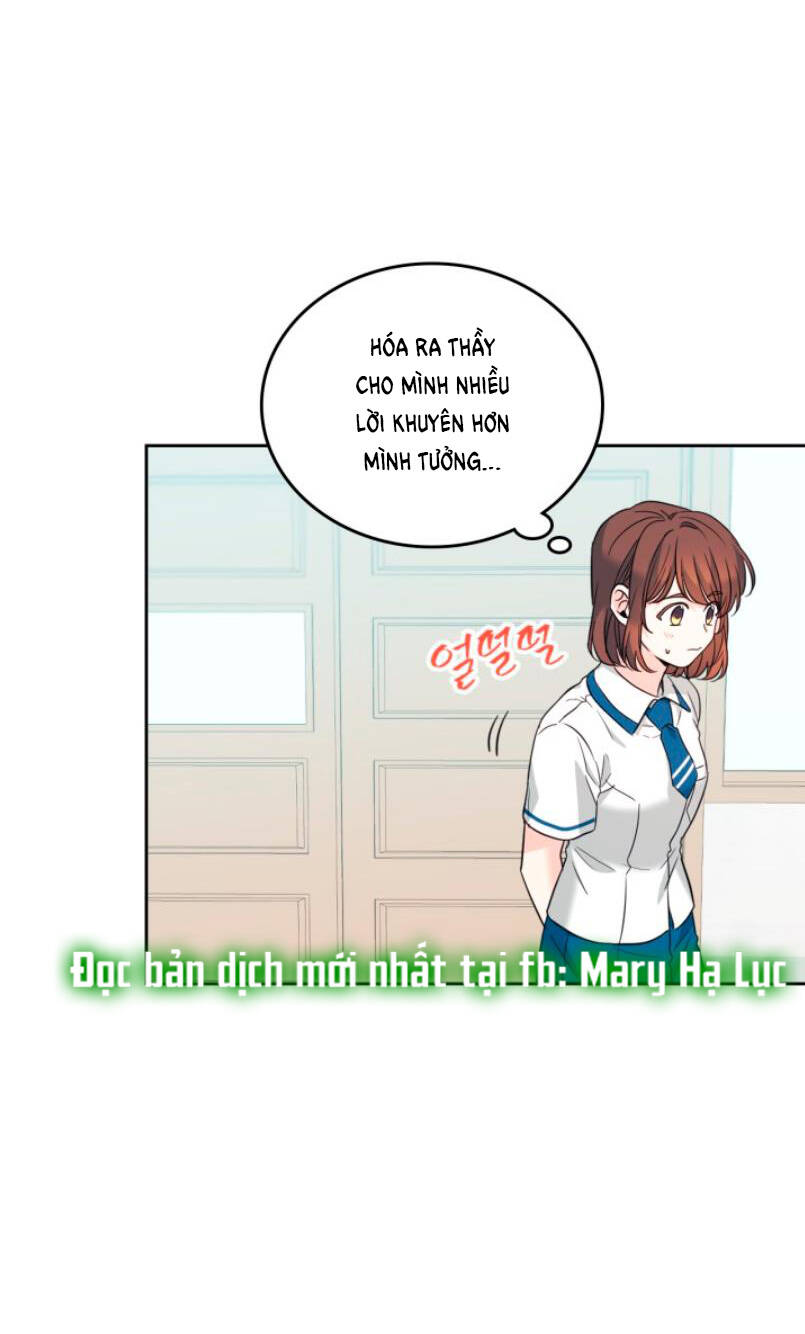 HÓA RA THẦY
CHO MÌNH NHIỀU
LỜI KHUYÊN HƠN
MÌNH TƯỞNG...
얼떨떨
Đọc bản dịch mới nhất tại fb: Mary Hạ Lục